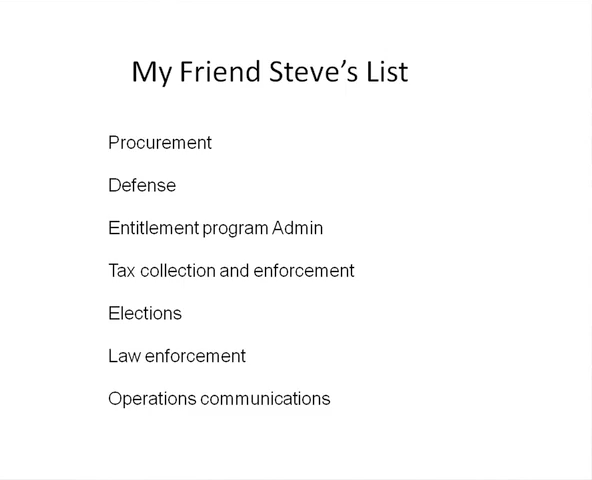 My Friend Steve’s List
Procurement
Defense
Entitlement program Admin
Tax collection and enforcement
Elections
Law enforcement
Operations communications